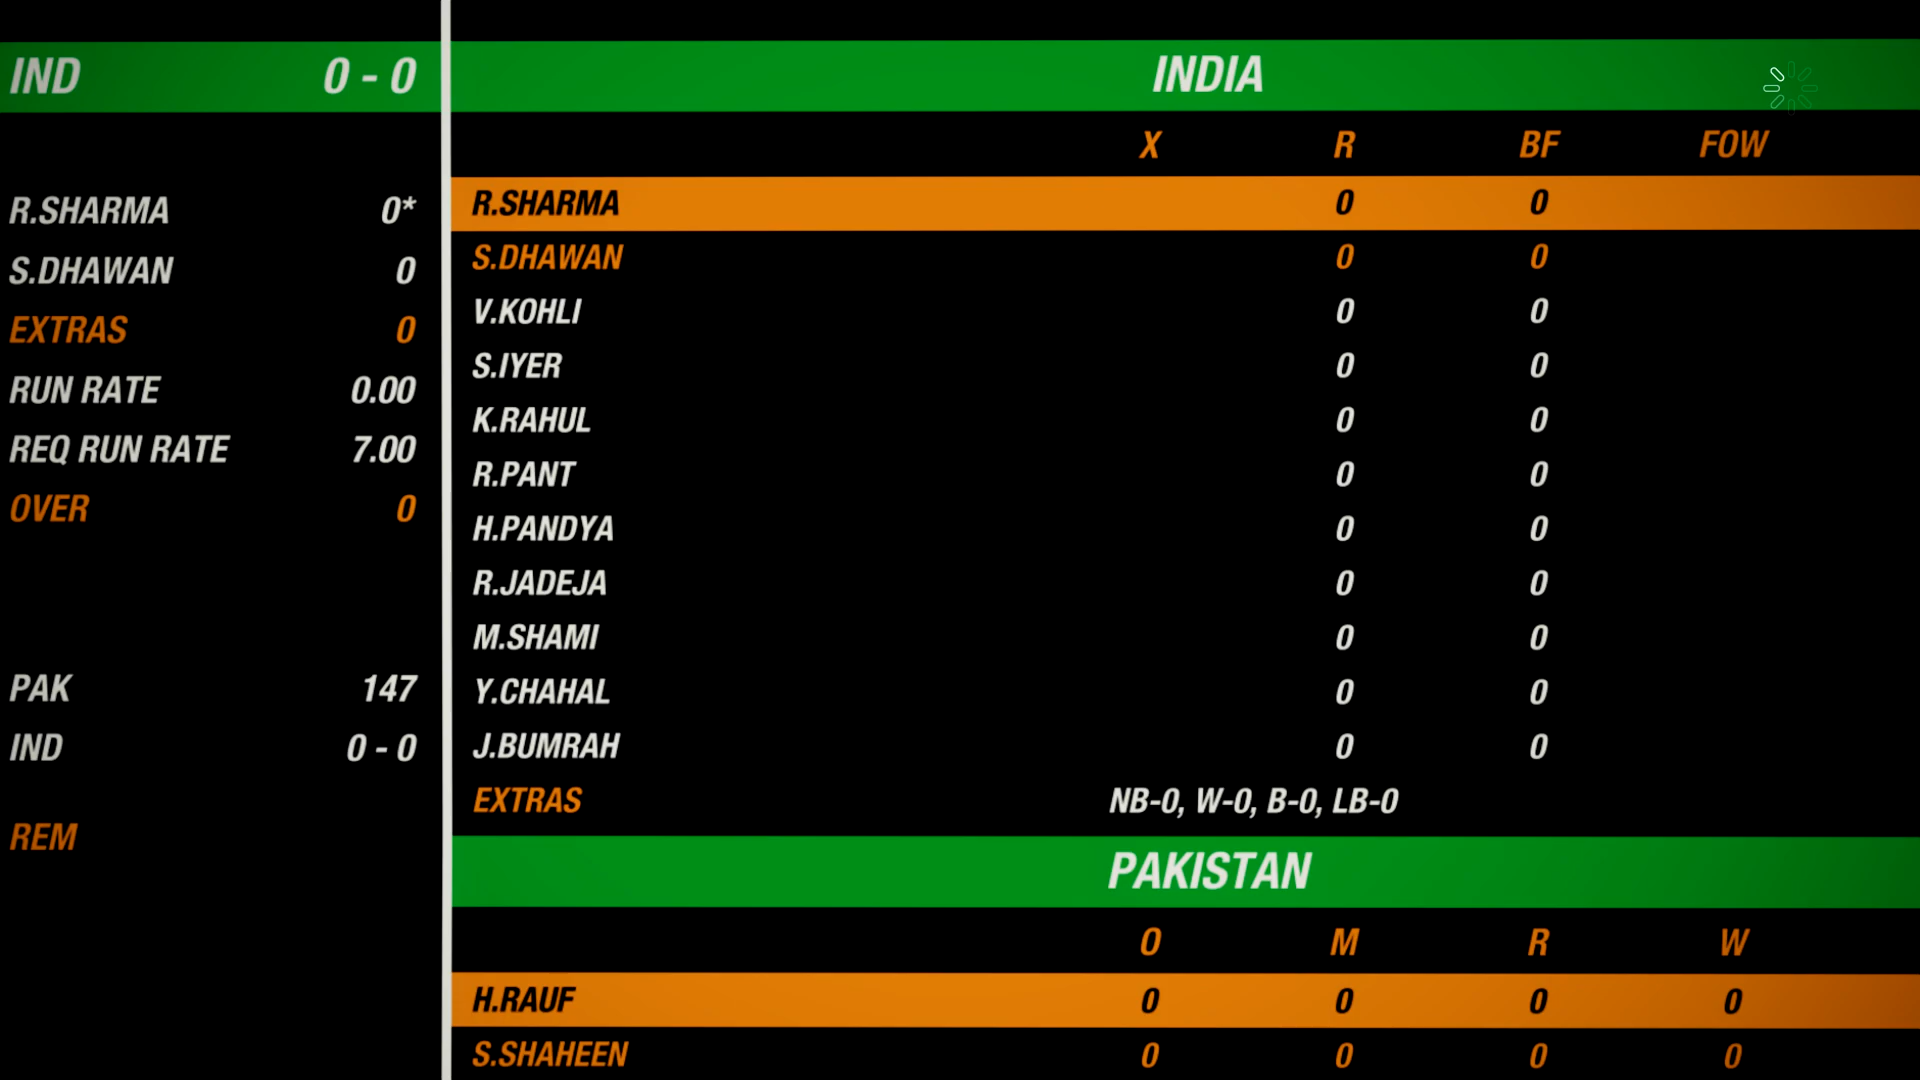 IND 0 - 0
R.SHARMA 0*
S.DHAWAN 0
EXTRAS 0
RUN RATE 0.00
REQ RUN RATE 7.00
OVER 0
PAK 147
IND 0 - 0
REM
INDIA
X R BF FOW
R.SHARMA 0 0
S.DHAWAN 0 0
V.KOHLI 0 0
S.IYER 0 0
K.RAHUL 0 0
R.PANT 0 0
H.PANDYA 0 0
R.JADEJA 0 0
M.SHAMI 0 0
Y.CHAHAL 0 0
J.BUMRAH 0 0
EXTRAS NB-0, W-0, B-0, LB-0
PAKISTAN
O M R W
H.RAUF 0 0 0 0
S.SHAHEEN 0 0 0 0